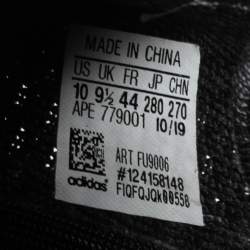 MADE IN CHINA
US UK FR JP CHN
10 9½ 44 280 270
APE 779001 10/19
ART FU9006
#124158148
FIQFQJQk00558
adidas